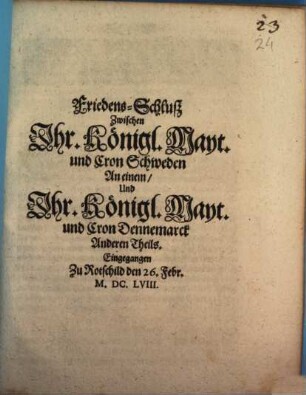 23
24
Friedens-Schluß
Zwischen
Ihr. Königl. Mayt.
und Cron Schweden
An einem/
Und
Ihr. Königl. Mayt.
und Cron Dennemarck
Anderen Theils.
Eingegangen
Zu Rotschild den 26. Febr.
M. DC. LVIII.